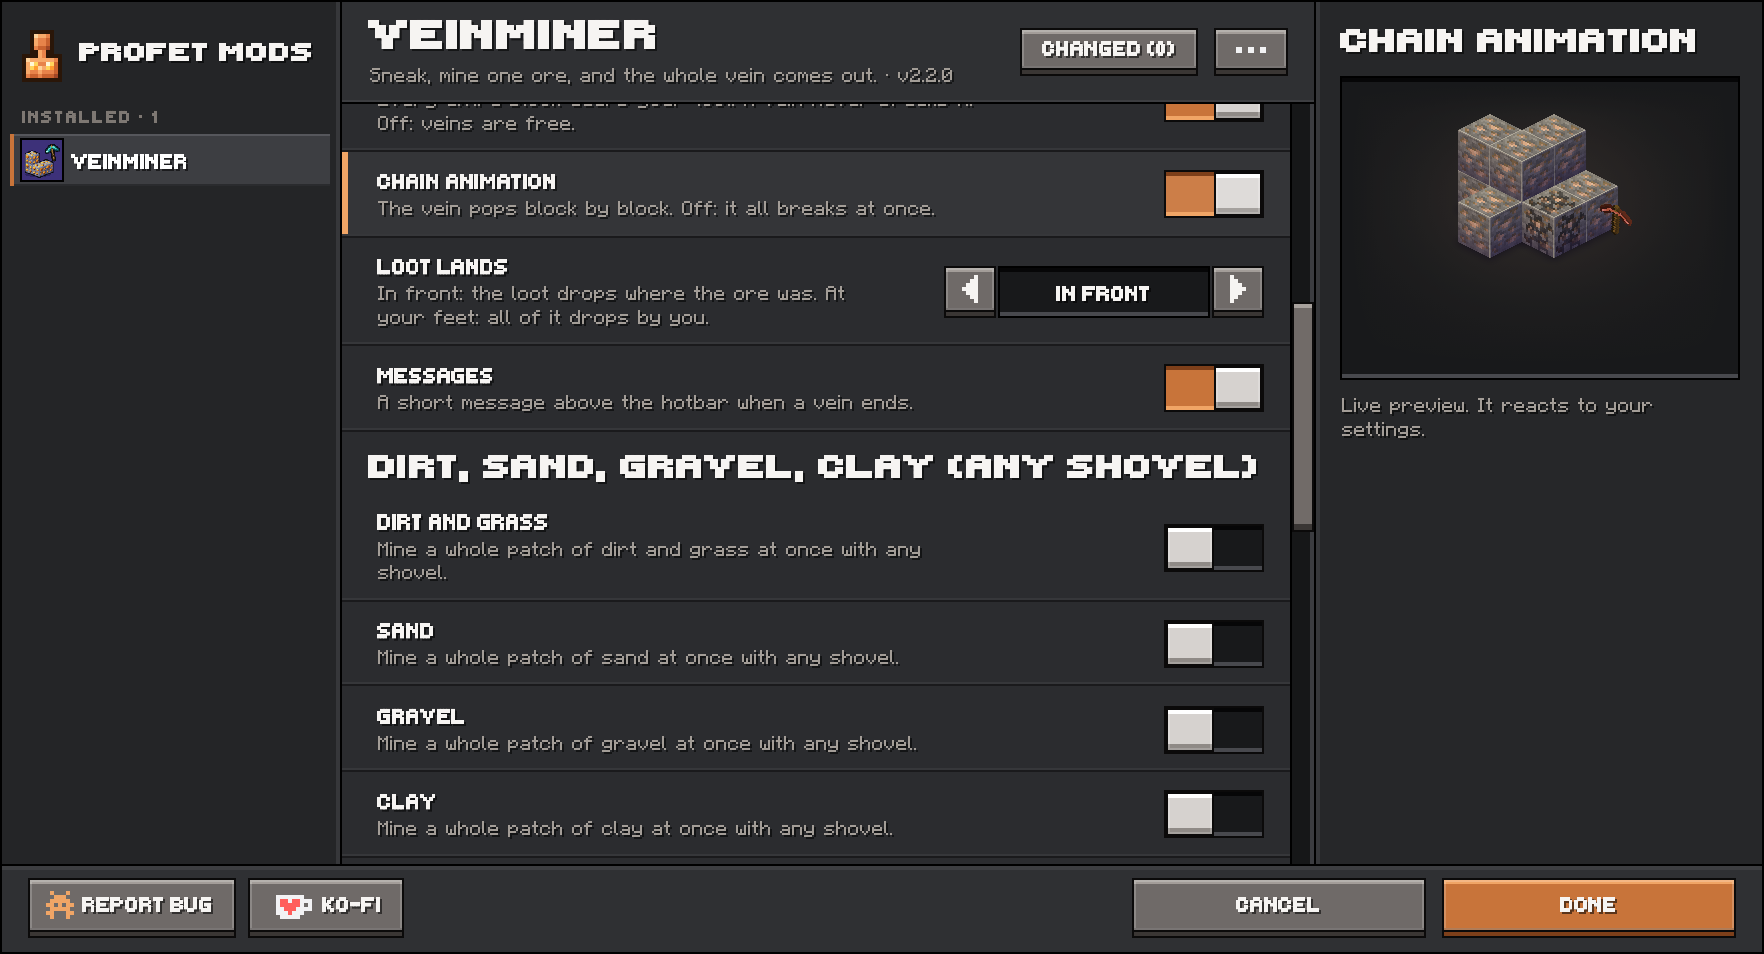 PROFET MODS
INSTALLED · 1
VEINMINER
VEINMINER
Sneak, mine one ore, and the whole vein comes out. · v2.2.0
CHANGED (0)
...
Off: veins are free.
CHAIN ANIMATION
The vein pops block by block. Off: it all breaks at once.
LOOT LANDS
In front: the loot drops where the ore was. At
your feet: all of it drops by you.
IN FRONT
MESSAGES
A short message above the hotbar when a vein ends.
DIRT, SAND, GRAVEL, CLAY (ANY SHOVEL)
DIRT AND GRASS
Mine a whole patch of dirt and grass at once with any
shovel.
SAND
Mine a whole patch of sand at once with any shovel.
GRAVEL
Mine a whole patch of gravel at once with any shovel.
CLAY
Mine a whole patch of clay at once with any shovel.
CHAIN ANIMATION
Live preview. It reacts to your
settings.
REPORT BUG
KO-FI
CANCEL
DONE